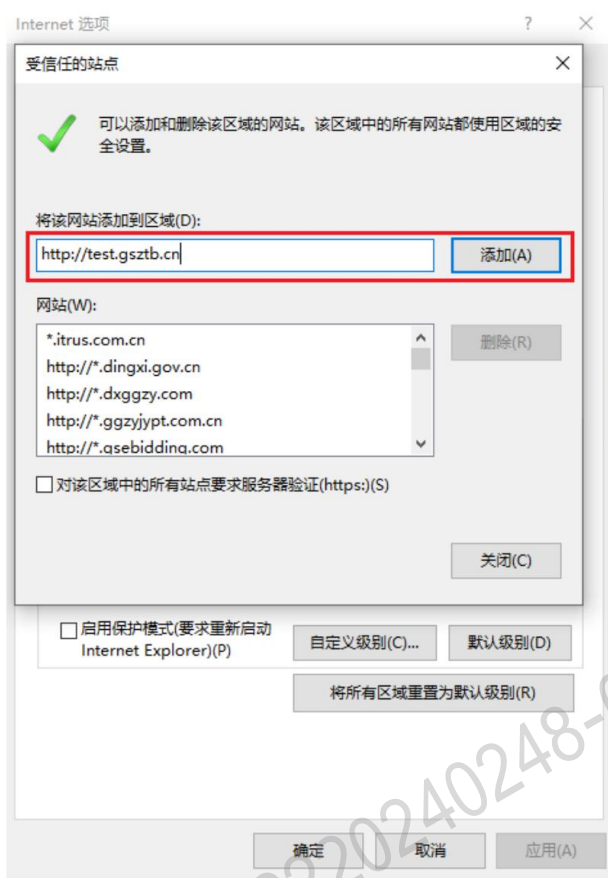 Internet 选项
受信任的站点
可以添加和删除该区域的网站。该区域中的所有网站都使用区域的安
全设置。
将该网站添加到区域(D):
http://test.gsztb.cn
添加(A)
网站(W):
*.itrus.com.cn
http://*.dingxi.gov.cn
http://*.dxggzy.com
http://*.ggzyjypt.com.cn
http://*.gsebidding.com
删除(R)
对该区域中的所有站点要求服务器验证(https:)(S)
关闭(C)
启用保护模式(要求重新启动
Internet Explorer)(P)
自定义级别(C)...
默认级别(D)
将所有区域重置为默认级别(R)
确定
取消
应用(A)